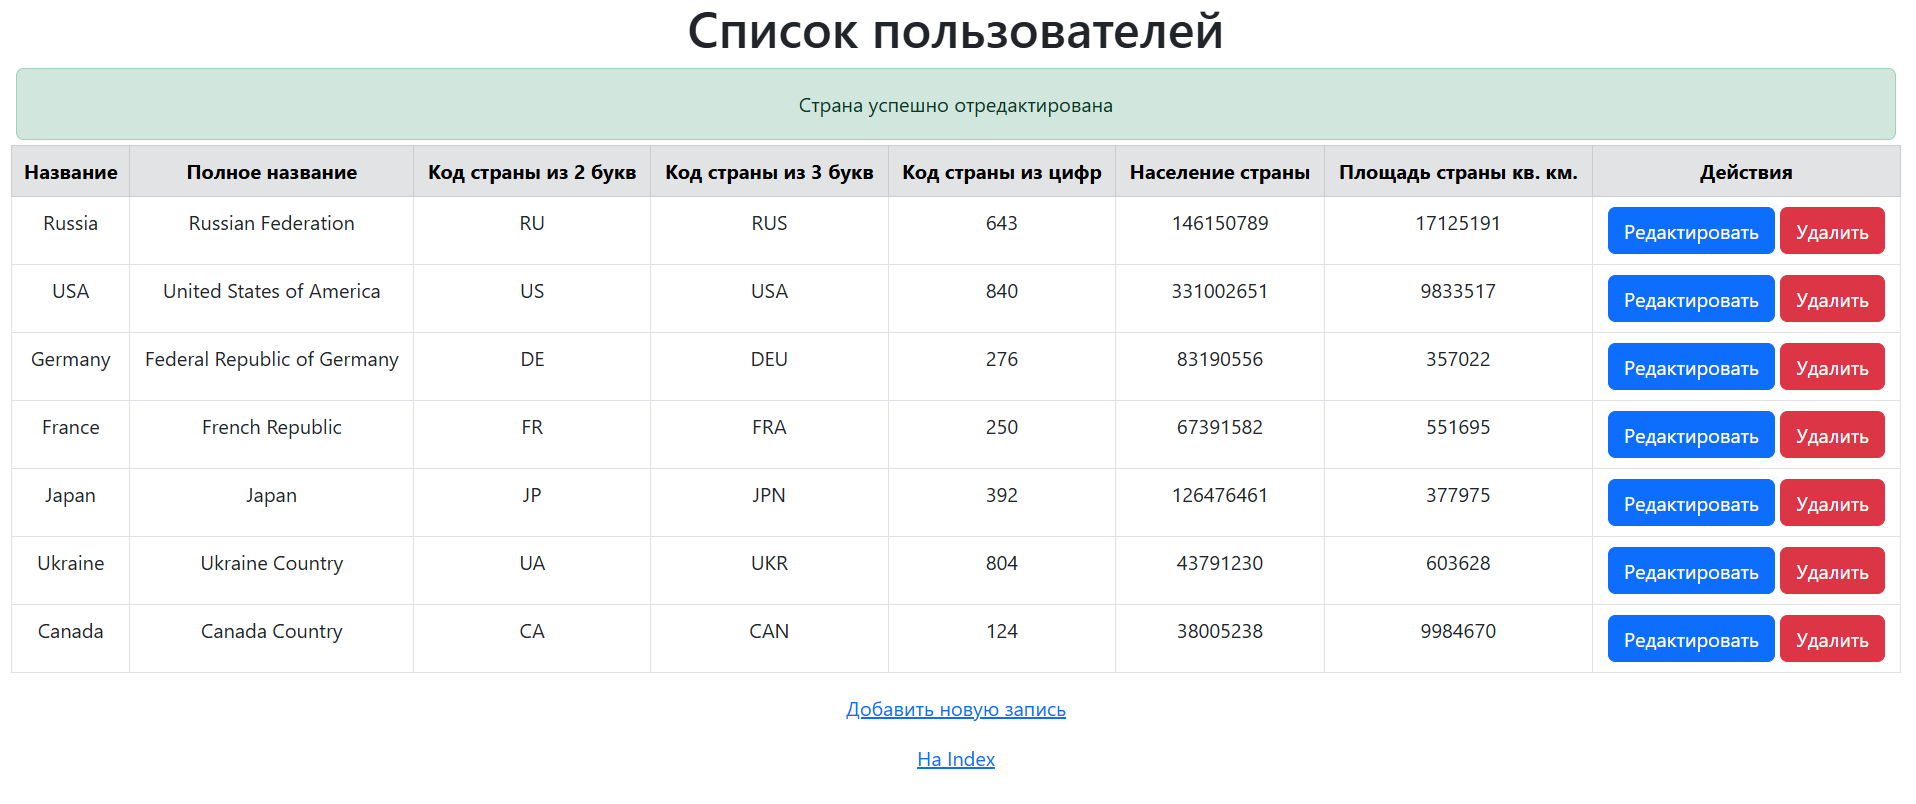 Список пользователей
Страна успешно отредактирована
Название Полное название Код страны из 2 букв Код страны из 3 букв Код страны из цифр Население страны Площадь страны кв. км. Действия
Russia Russian Federation RU RUS 643 146150789 17125191 Редактировать Удалить
USA United States of America US USA 840 331002651 9833517 Редактировать Удалить
Germany Federal Republic of Germany DE DEU 276 83190556 357022 Редактировать Удалить
France French Republic FR FRA 250 67391582 551695 Редактировать Удалить
Japan Japan JP JPN 392 126476461 377975 Редактировать Удалить
Ukraine Ukraine Country UA UKR 804 43791230 603628 Редактировать Удалить
Canada Canada Country CA CAN 124 38005238 9984670 Редактировать Удалить
Добавить новую запись
На Index